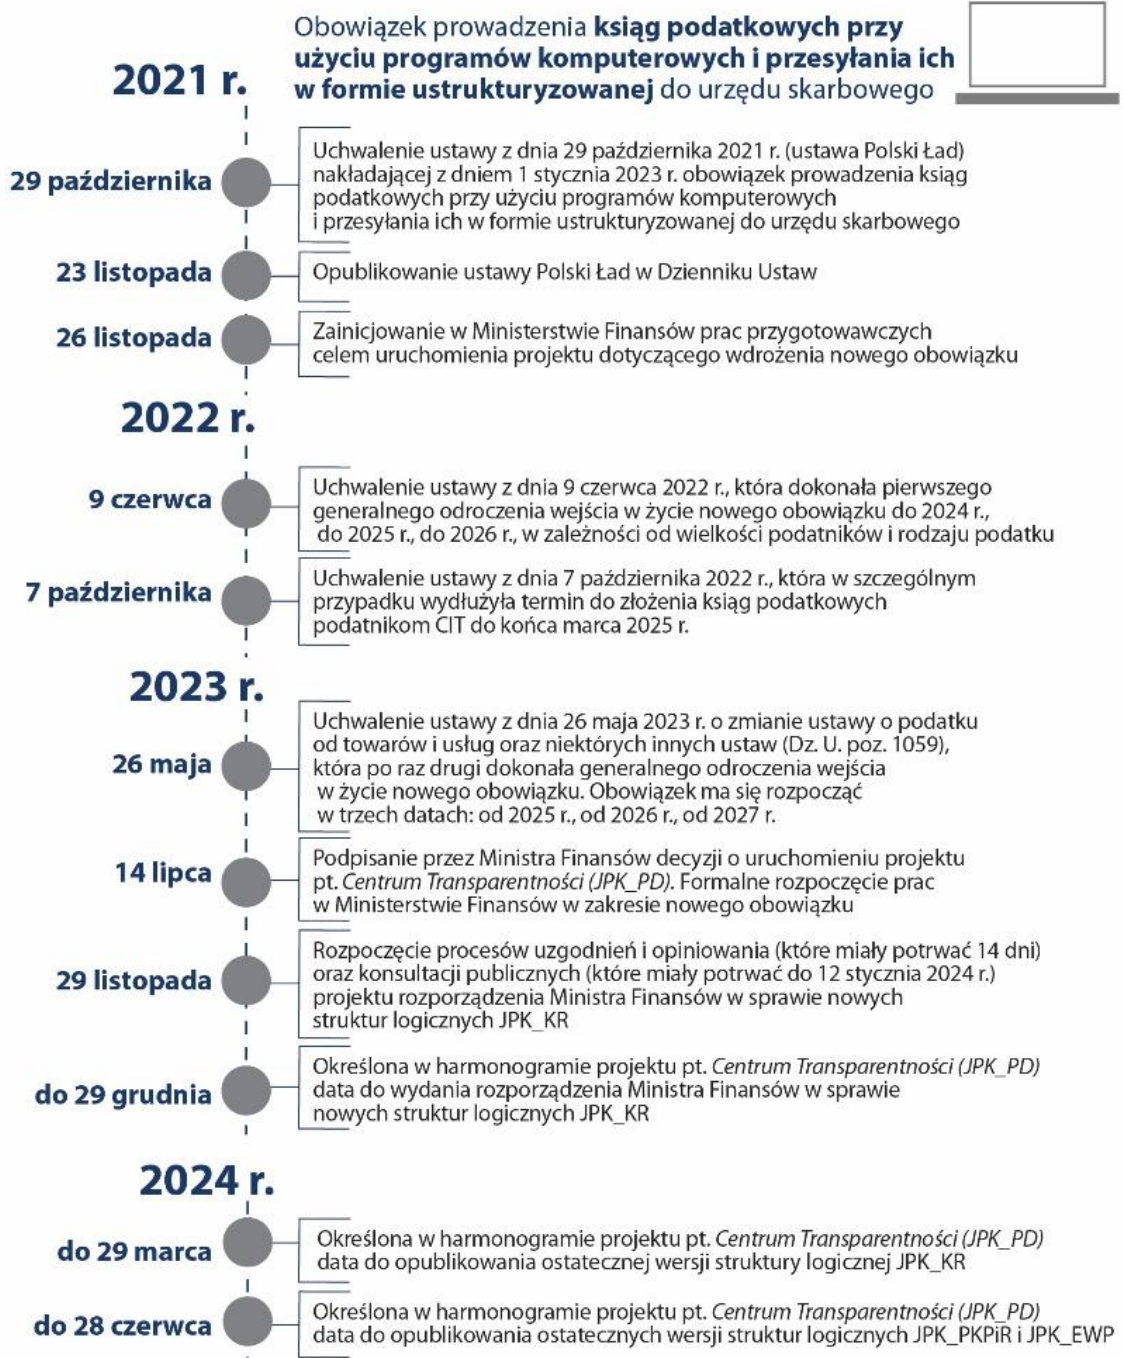 Obowiązek prowadzenia ksiąg podatkowych przy
użyciu programów komputerowych i przesyłania ich
w formie ustrukturyzowanej do urzędu skarbowego
2021 r.
29 października
Uchwalenie ustawy z dnia 29 października 2021 r. (ustawa Polski Ład)
nakładającej z dniem 1 stycznia 2023 r. obowiązek prowadzenia ksiąg
podatkowych przy użyciu programów komputerowych
i przesyłania ich w formie ustrukturyzowanej do urzędu skarbowego
23 listopada
Opublikowanie ustawy Polski Ład w Dzienniku Ustaw
26 listopada
Zainicjowanie w Ministerstwie Finansów prac przygotowawczych
celem uruchomienia projektu dotyczącego wdrożenia nowego obowiązku
2022 r.
9 czerwca
Uchwalenie ustawy z dnia 9 czerwca 2022 r., która dokonała pierwszego
generalnego odroczenia wejścia w życie nowego obowiązku do 2024 r.,
do 2025 r., do 2026 r., w zależności od wielkości podatników i rodzaju podatku
7 października
Uchwalenie ustawy z dnia 7 października 2022 r., która w szczególnym
przypadku wydłużyła termin do złożenia ksiąg podatkowych
podatnikom CIT do końca marca 2025 r.
2023 r.
26 maja
Uchwalenie ustawy z dnia 26 maja 2023 r. o zmianie ustawy o podatku
od towarów i usług oraz niektórych innych ustaw (Dz. U. poz. 1059),
która po raz drugi dokonała generalnego odroczenia wejścia
w życie nowego obowiązku. Obowiązek ma się rozpocząć
w trzech datach: od 2025 r., od 2026 r., od 2027 r.
14 lipca
Podpisanie przez Ministra Finansów decyzji o uruchomieniu projektu
pt. Centrum Transparentności (JPK_PD). Formalne rozpoczęcie prac
w Ministerstwie Finansów w zakresie nowego obowiązku
29 listopada
Rozpoczęcie procesów uzgodnień i opiniowania (które miały potrwać 14 dni)
oraz konsultacji publicznych (które miały potrwać do 12 stycznia 2024 r.)
projektu rozporządzenia Ministra Finansów w sprawie nowych
struktur logicznych JPK_KR
do 29 grudnia
Określona w harmonogramie projektu pt. Centrum Transparentności (JPK_PD)
data do wydania rozporządzenia Ministra Finansów w sprawie
nowych struktur logicznych JPK_KR
2024 r.
do 29 marca
Określona w harmonogramie projektu pt. Centrum Transparentności (JPK_PD)
data do opublikowania ostatecznej wersji struktury logicznej JPK_KR
do 28 czerwca
Określona w harmonogramie projektu pt. Centrum Transparentności (JPK_PD)
data do opublikowania ostatecznych wersji struktur logicznych JPK_PKPiR i JPK_EWP